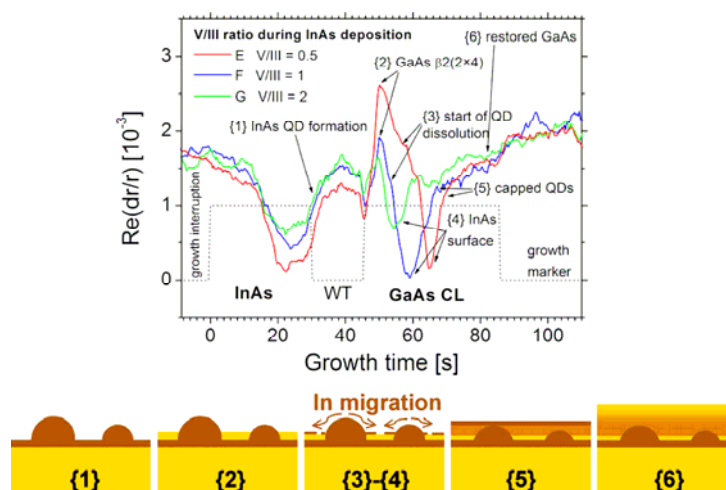 V/III ratio during InAs deposition
E V/III = 0.5
F V/III = 1
G V/III = 2
{6} restored GaAs
{2} GaAs β2(2×4)
{1} InAs QD formation
{3} start of QD
dissolution
{5} capped QDs
{4} InAs
surface
growth interruption
growth
marker
InAs
WT
GaAs CL
Re(dr/r) [10⁻³]
3
2
1
0
0 20 40 60 80 100
Growth time [s]
In migration
{1} {2} {3}-{4} {5} {6}